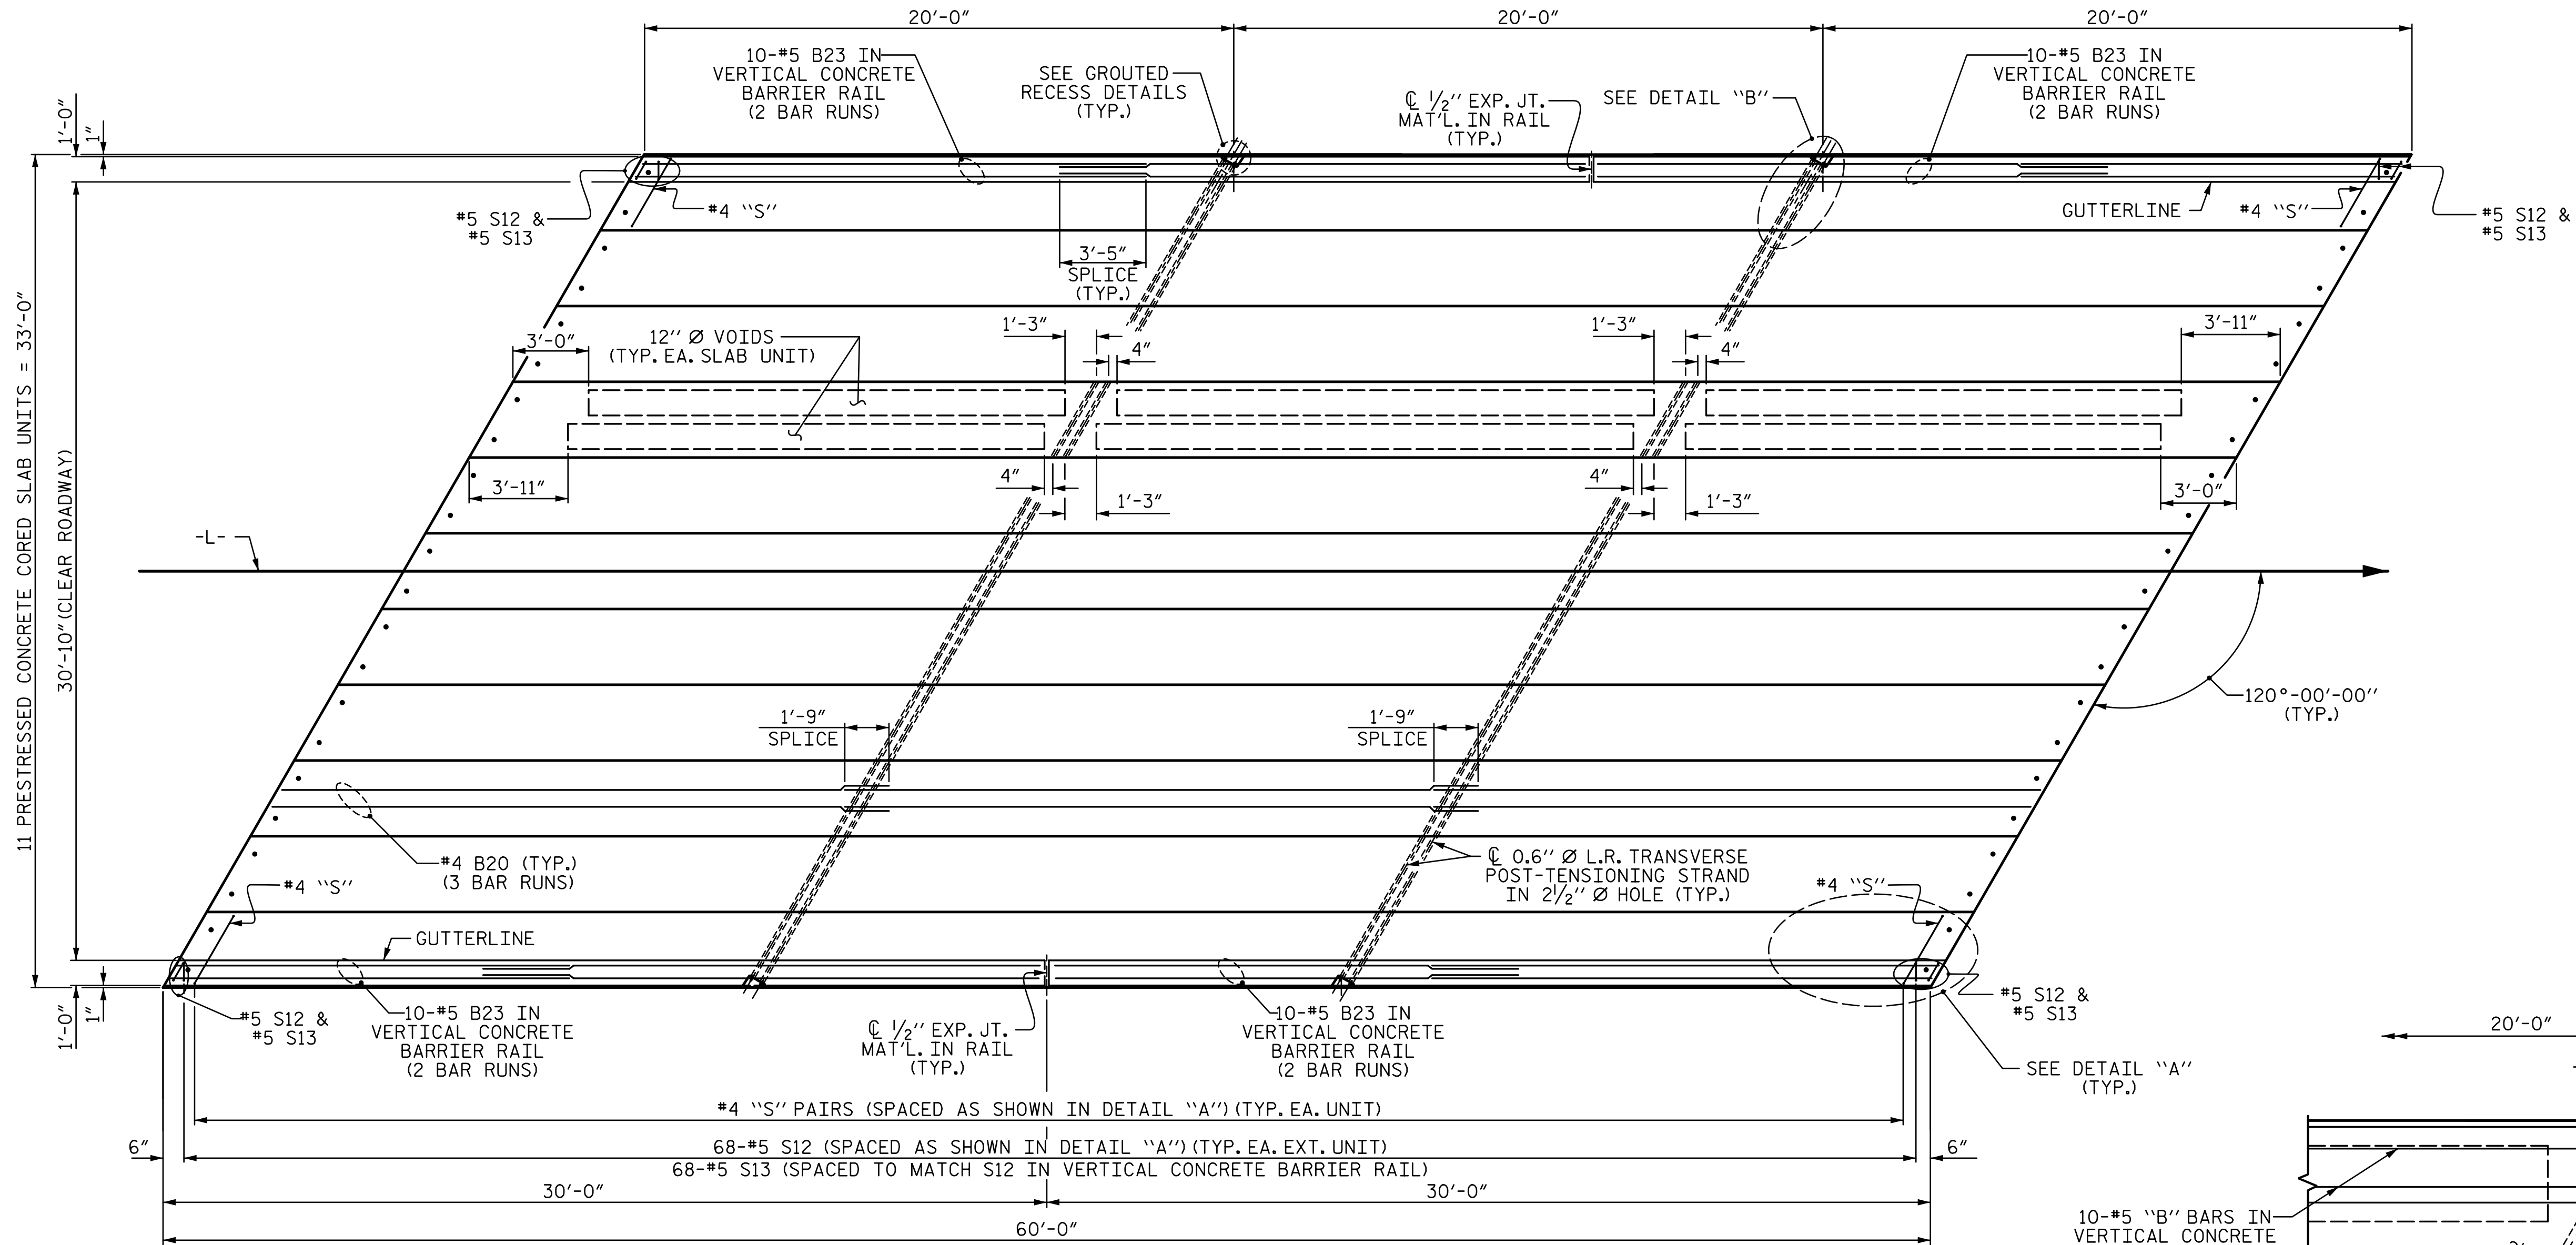 20'-0"
20'-0"
20'-0"
10-#5 B23 IN
VERTICAL CONCRETE
BARRIER RAIL
(2 BAR RUNS)
SEE GROUTED
RECESS DETAILS
(TYP.)
℄ 1/2" EXP. JT.
MAT'L. IN RAIL
(TYP.)
SEE DETAIL "B"
10-#5 B23 IN
VERTICAL CONCRETE
BARRIER RAIL
(2 BAR RUNS)
1'-0"
1"
#5 S12 &
#5 S13
#4 "S"
3'-5"
SPLICE
(TYP.)
GUTTERLINE
#4 "S"
#5 S12 &
#5 S13
11 PRESTRESSED CONCRETE CORED SLAB UNITS = 33'-0"
30'-10" (CLEAR ROADWAY)
3'-0"
12" Ø VOIDS
(TYP. EA. SLAB UNIT)
1'-3"
4"
1'-3"
4"
3'-11"
3'-11"
4"
1'-3"
4"
1'-3"
3'-0"
-L-
120°-00'-00"
(TYP.)
1'-9"
SPLICE
1'-9"
SPLICE
#4 B20 (TYP.)
(3 BAR RUNS)
℄ 0.6" Ø L.R. TRANSVERSE
POST-TENSIONING STRAND
IN 2 1/2" Ø HOLE (TYP.)
#4 "S"
#4 "S"
GUTTERLINE
1'-0"
1"
#5 S12 &
#5 S13
10-#5 B23 IN
VERTICAL CONCRETE
BARRIER RAIL
(2 BAR RUNS)
℄ 1/2" EXP. JT.
MAT'L. IN RAIL
(TYP.)
10-#5 B23 IN
VERTICAL CONCRETE
BARRIER RAIL
(2 BAR RUNS)
#5 S12 &
#5 S13
SEE DETAIL "A"
(TYP.)
20'-0"
#4 "S" PAIRS (SPACED AS SHOWN IN DETAIL "A") (TYP. EA. UNIT)
6"
68-#5 S12 (SPACED AS SHOWN IN DETAIL "A") (TYP. EA. EXT. UNIT)
6"
68-#5 S13 (SPACED TO MATCH S12 IN VERTICAL CONCRETE BARRIER RAIL)
30'-0"
30'-0"
60'-0"
10-#5 "B" BARS IN
VERTICAL CONCRETE